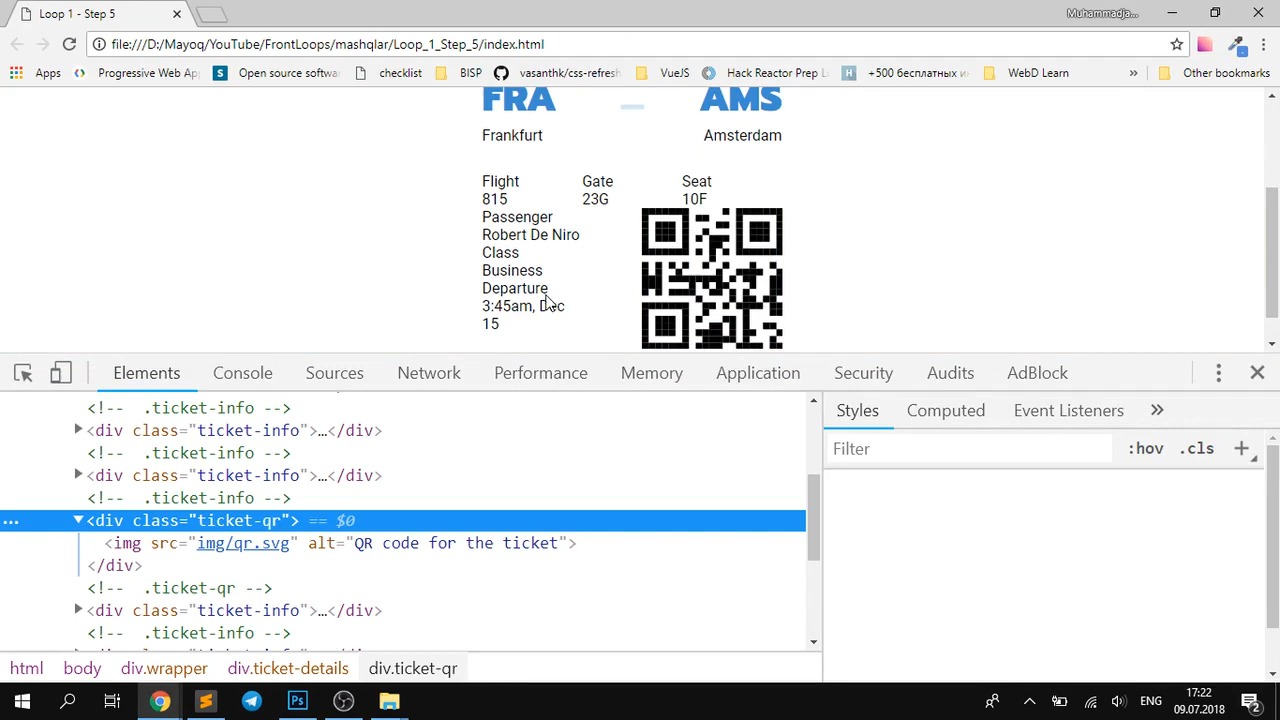 Loop 1 - Step 5
Muhammadja...
file:///D:/Mayoq/YouTube/FrontLoops/mashqlar/Loop_1_Step_5/index.html
Apps
Progressive Web Ap
Open source softwa
checklist
BISP
vasanthk/css-refresh
VueJS
Hack Reactor Prep L
+500 бесплатных и
WebD Learn
»
Other bookmarks
FRA _ AMS
Frankfurt Amsterdam
Flight Gate Seat
815 23G 10F
Passenger
Robert De Niro
Class
Business
Departure
3:45am, Dec
15
Elements Console Sources Network Performance Memory Application Security Audits AdBlock
<!-- .ticket-info -->
<div class="ticket-info">…</div>
<!-- .ticket-info -->
<div class="ticket-info">…</div>
<!-- .ticket-info -->
... <div class="ticket-qr"> == $0
<img src="img/qr.svg" alt="QR code for the ticket">
</div>
<!-- .ticket-qr -->
<div class="ticket-info">…</div>
<!-- .ticket-info -->
Styles Computed Event Listeners »
Filter :hov .cls +
html body div.wrapper div.ticket-details div.ticket-qr
ENG
17:22
09.07.2018
2